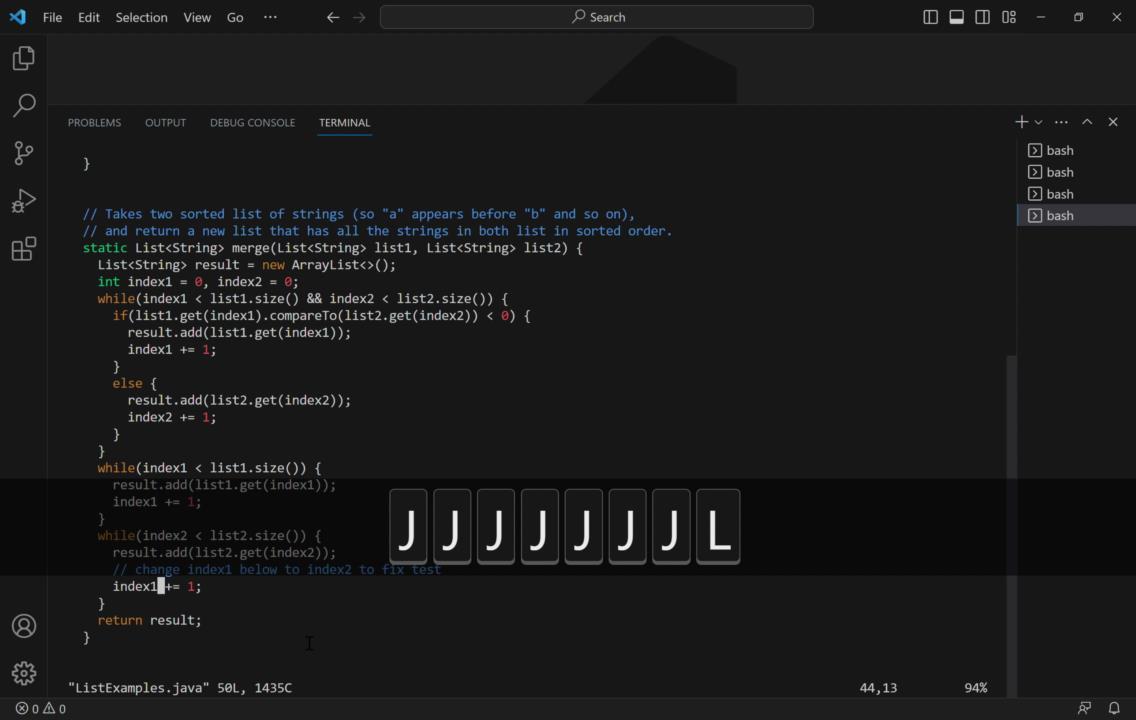 File Edit Selection View Go ··· Search
PROBLEMS OUTPUT DEBUG CONSOLE TERMINAL
bash
bash
bash
bash
}
// Takes two sorted list of strings (so "a" appears before "b" and so on),
// and return a new list that has all the strings in both list in sorted order.
static List<String> merge(List<String> list1, List<String> list2) {
List<String> result = new ArrayList<>();
int index1 = 0, index2 = 0;
while(index1 < list1.size() && index2 < list2.size()) {
if(list1.get(index1).compareTo(list2.get(index2)) < 0) {
result.add(list1.get(index1));
index1 += 1;
}
else {
result.add(list2.get(index2));
index2 += 1;
}
}
while(index1 < list1.size()) {
result.add(list1.get(index1));
index1 += 1;
}
while(index2 < list2.size()) {
result.add(list2.get(index2));
// change index1 below to index2 to fix test
index1 += 1;
}
return result;
}
J J J J J J J L
"ListExamples.java" 50L, 1435C 44,13 94%
0 0